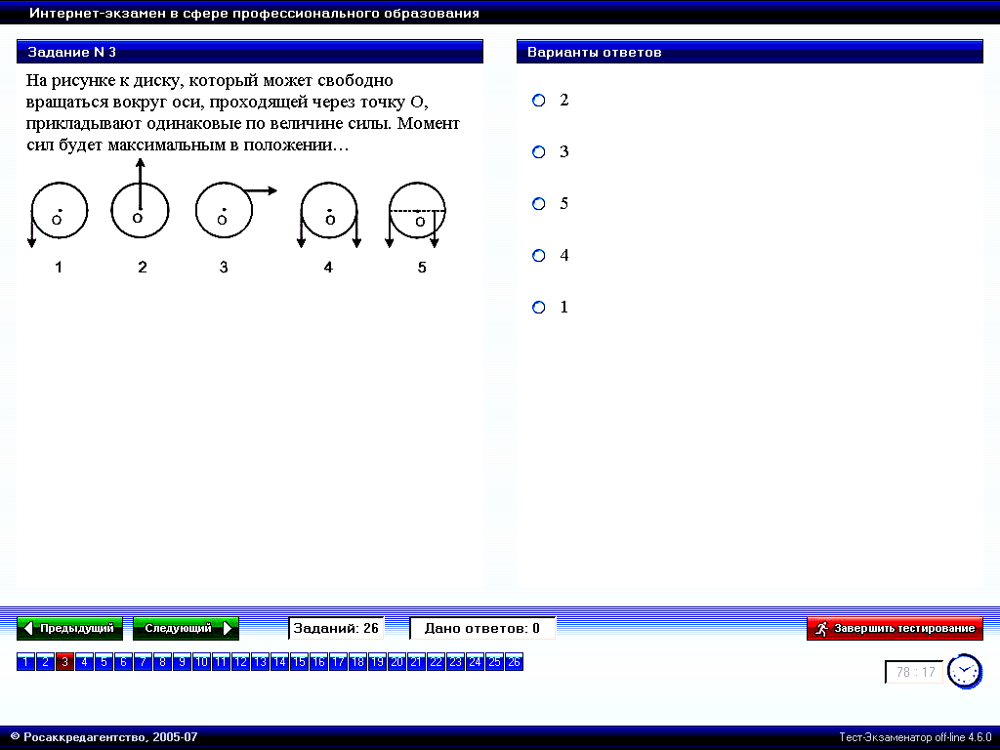 Интернет-экзамен в сфере профессионального образования
Задание N 3
На рисунке к диску, который может свободно
вращаться вокруг оси, проходящей через точку О,
прикладывают одинаковые по величине силы. Момент
сил будет максимальным в положении…
О О О О О
1 2 3 4 5
Варианты ответов
2
3
5
4
1
Предыдущий Следующий Заданий: 26 Дано ответов: 0 Завершить тестирование
1 2 3 4 5 6 7 8 9 10 11 12 13 14 15 16 17 18 19 20 21 22 23 24 25 26
78 : 17
© Росаккредагентство, 2005-07 Тест-Экзаменатор off-line 4.6.0